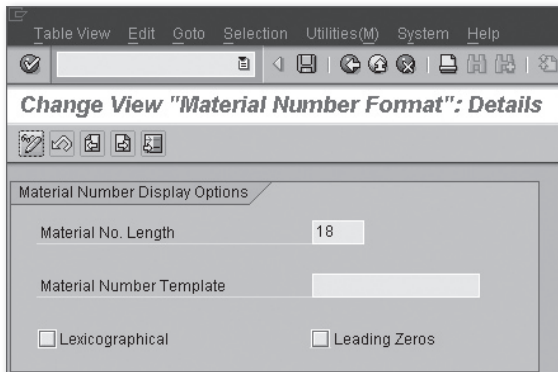 Table View Edit Goto Selection Utilities(M) System Help
Change View "Material Number Format": Details
Material Number Display Options
Material No. Length 18
Material Number Template
Lexicographical Leading Zeros